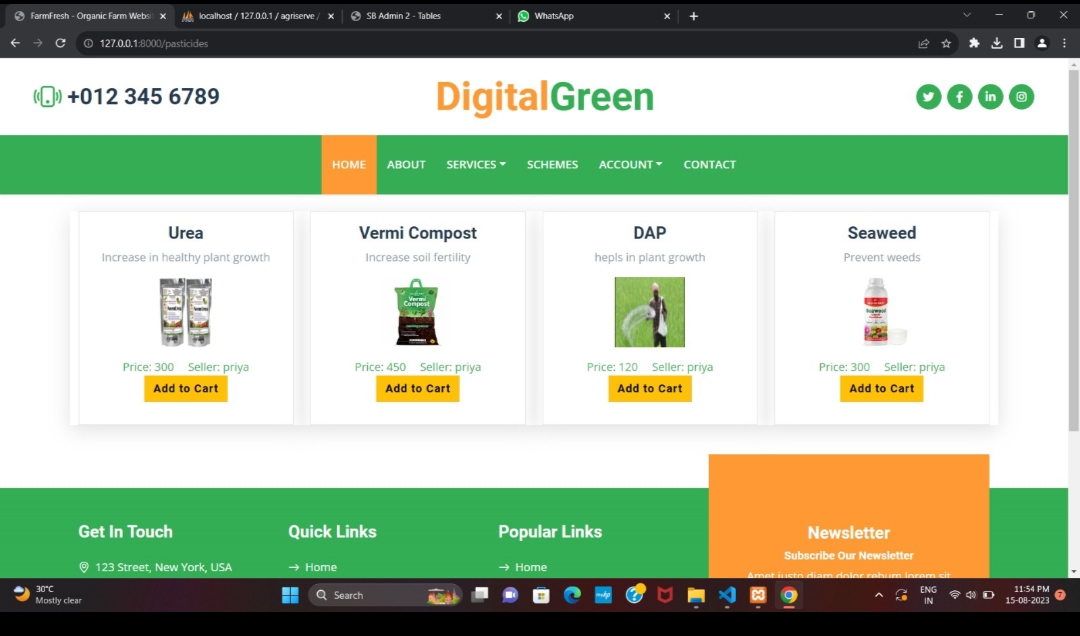 FarmFresh - Organic Farm Websit
localhost / 127.0.0.1 / agriserve /
SB Admin 2 - Tables
WhatsApp
127.0.0.1:8000/pasticides
+012 345 6789
DigitalGreen
HOME ABOUT SERVICES SCHEMES ACCOUNT CONTACT
Urea
Increase in healthy plant growth
Price: 300 Seller: priya
Add to Cart
Vermi Compost
Increase soil fertility
Vermi
Compost
Price: 450 Seller: priya
Add to Cart
DAP
hepls in plant growth
Price: 120 Seller: priya
Add to Cart
Seaweed
Prevent weeds
Seaweed
Price: 300 Seller: priya
Add to Cart
Get In Touch
123 Street, New York, USA
Quick Links
→ Home
Popular Links
→ Home
Newsletter
Subscribe Our Newsletter
Amet justo diam dolor rebum lorem sit
30°C
Mostly clear
Search
ENG
IN
11:54 PM
15-08-2023
7